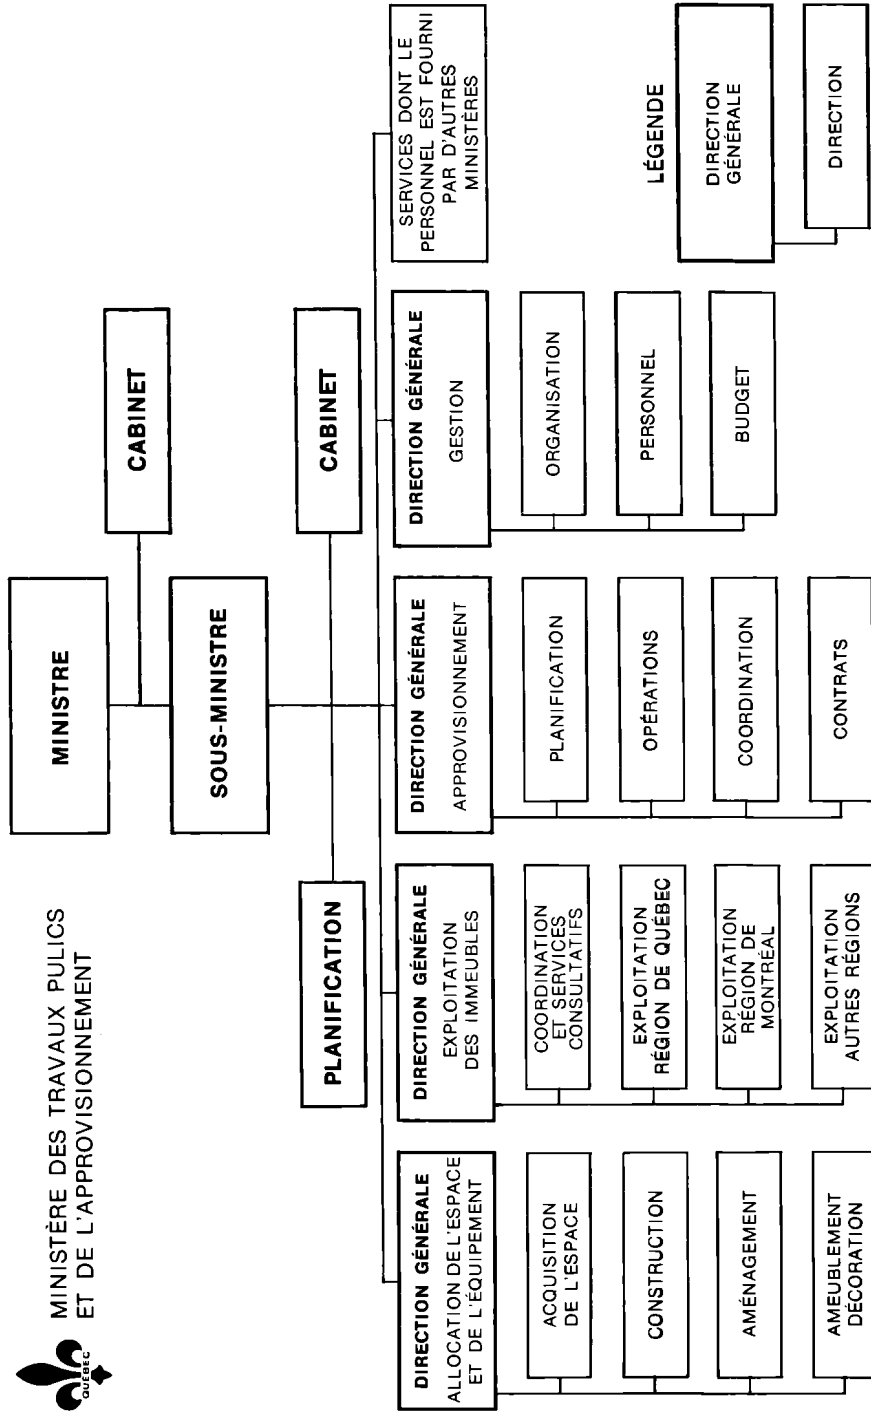 QUÉBEC
MINISTÈRE DES TRAVAUX PULICS
ET DE L'APPROVISIONNEMENT
MINISTRE
CABINET
SOUS-MINISTRE
PLANIFICATION
CABINET
DIRECTION GÉNÉRALE
ALLOCATION DE L'ESPACE
ET DE L'ÉQUIPEMENT
ACQUISITION
DE L'ESPACE
CONSTRUCTION
AMÉNAGEMENT
AMEUBLEMENT
DÉCORATION
DIRECTION GÉNÉRALE
EXPLOITATION
DES IMMEUBLES
COORDINATION
ET SERVICES
CONSULTATIFS
EXPLOITATION
RÉGION DE QUÉBEC
EXPLOITATION
RÉGION DE
MONTRÉAL
EXPLOITATION
AUTRES RÉGIONS
DIRECTION GÉNÉRALE
APPROVISIONNEMENT
PLANIFICATION
OPÉRATIONS
COORDINATION
CONTRATS
DIRECTION GÉNÉRALE
GESTION
ORGANISATION
PERSONNEL
BUDGET
SERVICES DONT LE
PERSONNEL EST FOURNI
PAR D'AUTRES
MINISTÈRES
LÉGENDE
DIRECTION
GÉNÉRALE
DIRECTION